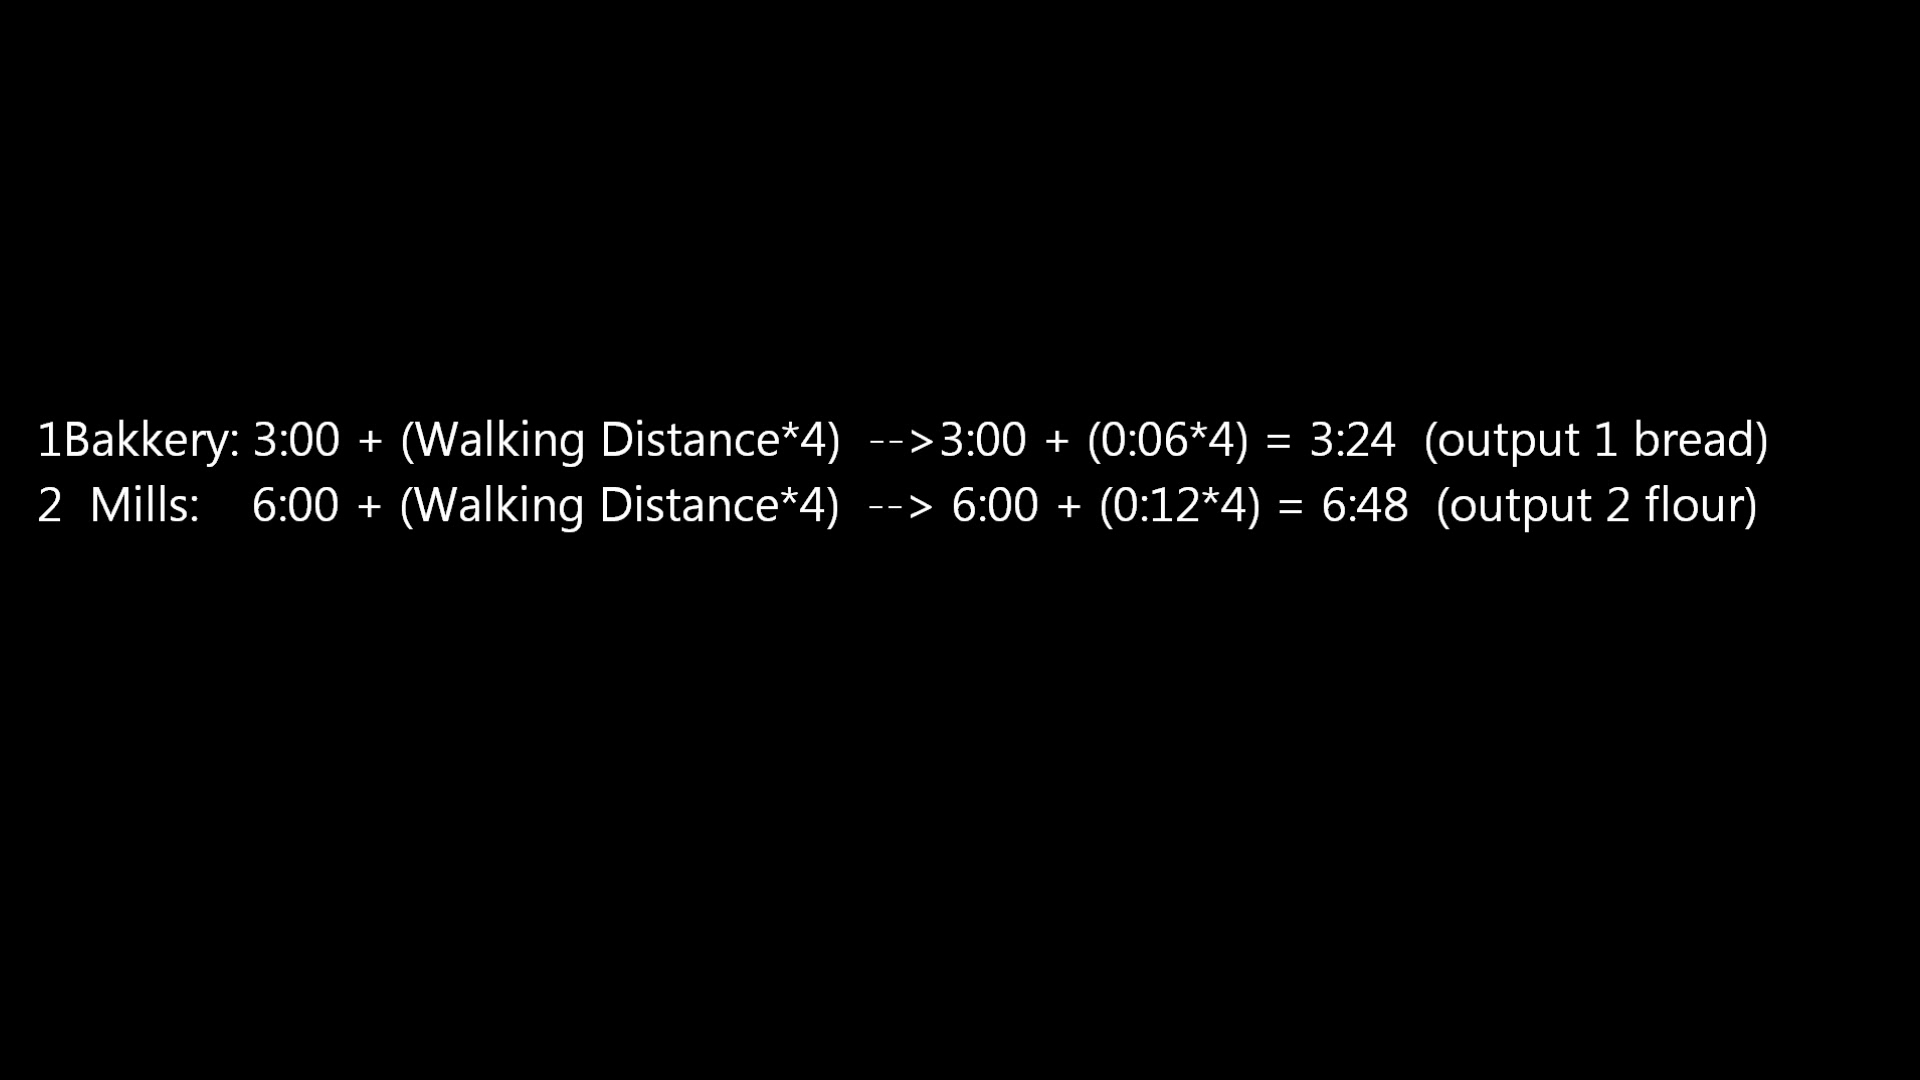 1Bakkery: 3:00 + (Walking Distance*4)  -->3:00 + (0:06*4) = 3:24  (output 1 bread)
2  Mills:    6:00 + (Walking Distance*4)  --> 6:00 + (0:12*4) = 6:48  (output 2 flour)